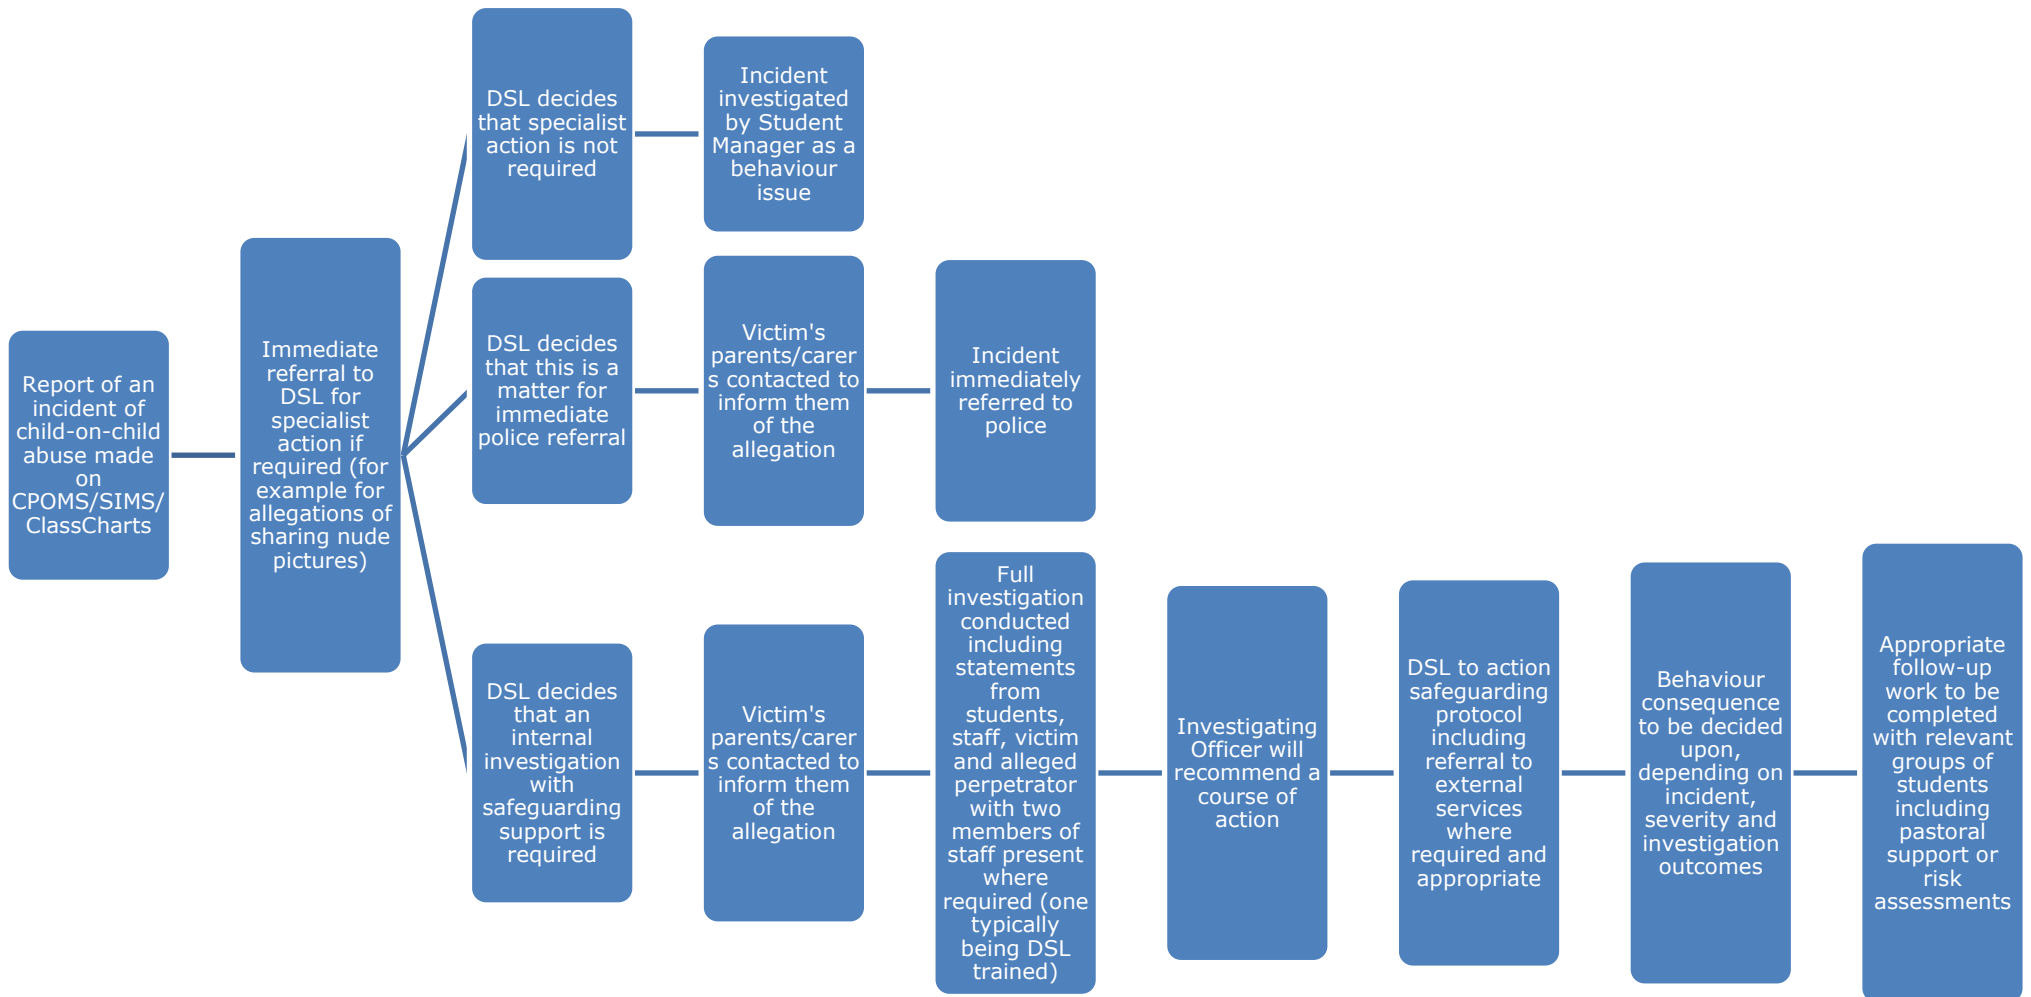 Report of an
incident of
child-on-child
abuse made
on
CPOMS/SIMS/
ClassCharts
Immediate
referral to
DSL for
specialist
action if
required (for
example for
allegations of
sharing nude
pictures)
DSL decides
that specialist
action is not
required
Incident
investigated
by Student
Manager as a
behaviour
issue
DSL decides
that this is a
matter for
immediate
police referral
Victim's
parents/carer
s contacted to
inform them
of the
allegation
Incident
immediately
referred to
police
DSL decides
that an
internal
investigation
with
safeguarding
support is
required
Victim's
parents/carer
s contacted to
inform them
of the
allegation
Full
investigation
conducted
including
statements
from
students,
staff, victim
and alleged
perpetrator
with two
members of
staff present
where
required (one
typically
being DSL
trained)
Investigating
Officer will
recommend a
course of
action
DSL to action
safeguarding
protocol
including
referral to
external
services
where
required and
appropriate
Behaviour
consequence
to be decided
upon,
depending on
incident,
severity and
investigation
outcomes
Appropriate
follow-up
work to be
completed
with relevant
groups of
students
including
pastoral
support or
risk
assessments